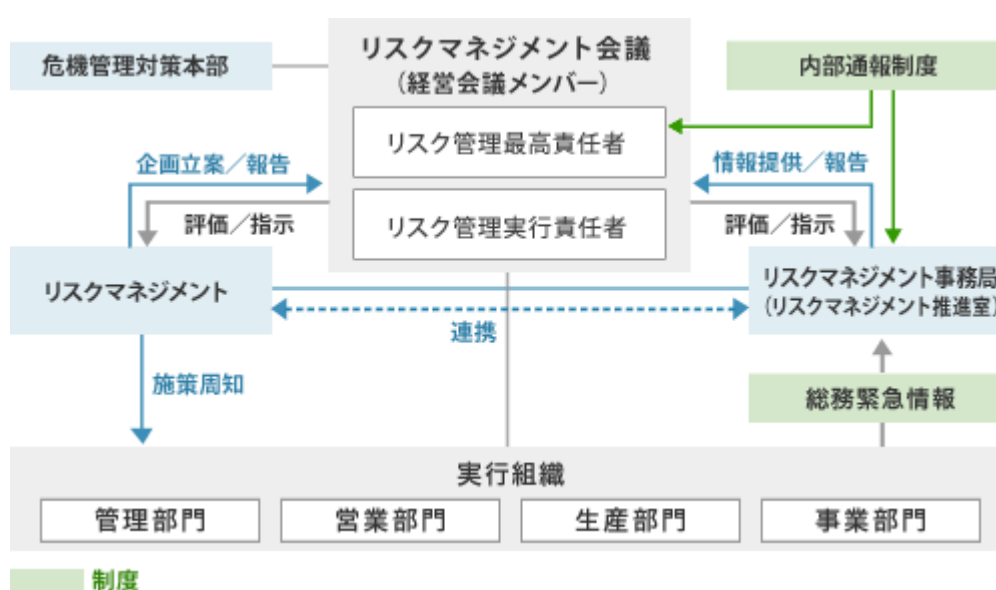 危機管理対策本部
リスクマネジメント会議
（経営会議メンバー）
内部通報制度
リスク管理最高責任者
企画立案／報告
情報提供／報告
評価／指示
リスク管理実行責任者
評価／指示
リスクマネジメント
リスクマネジメント事務局
（リスクマネジメント推進室）
連携
施策周知
総務緊急情報
実行組織
管理部門
営業部門
生産部門
事業部門
制度